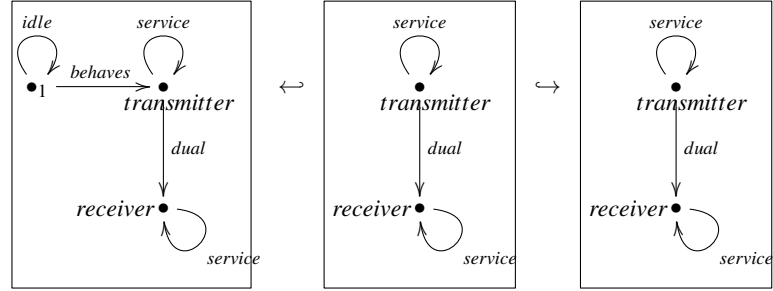 idle service service service
1 behaves
transmitter transmitter transmitter
dual dual dual
receiver receiver receiver
service service service